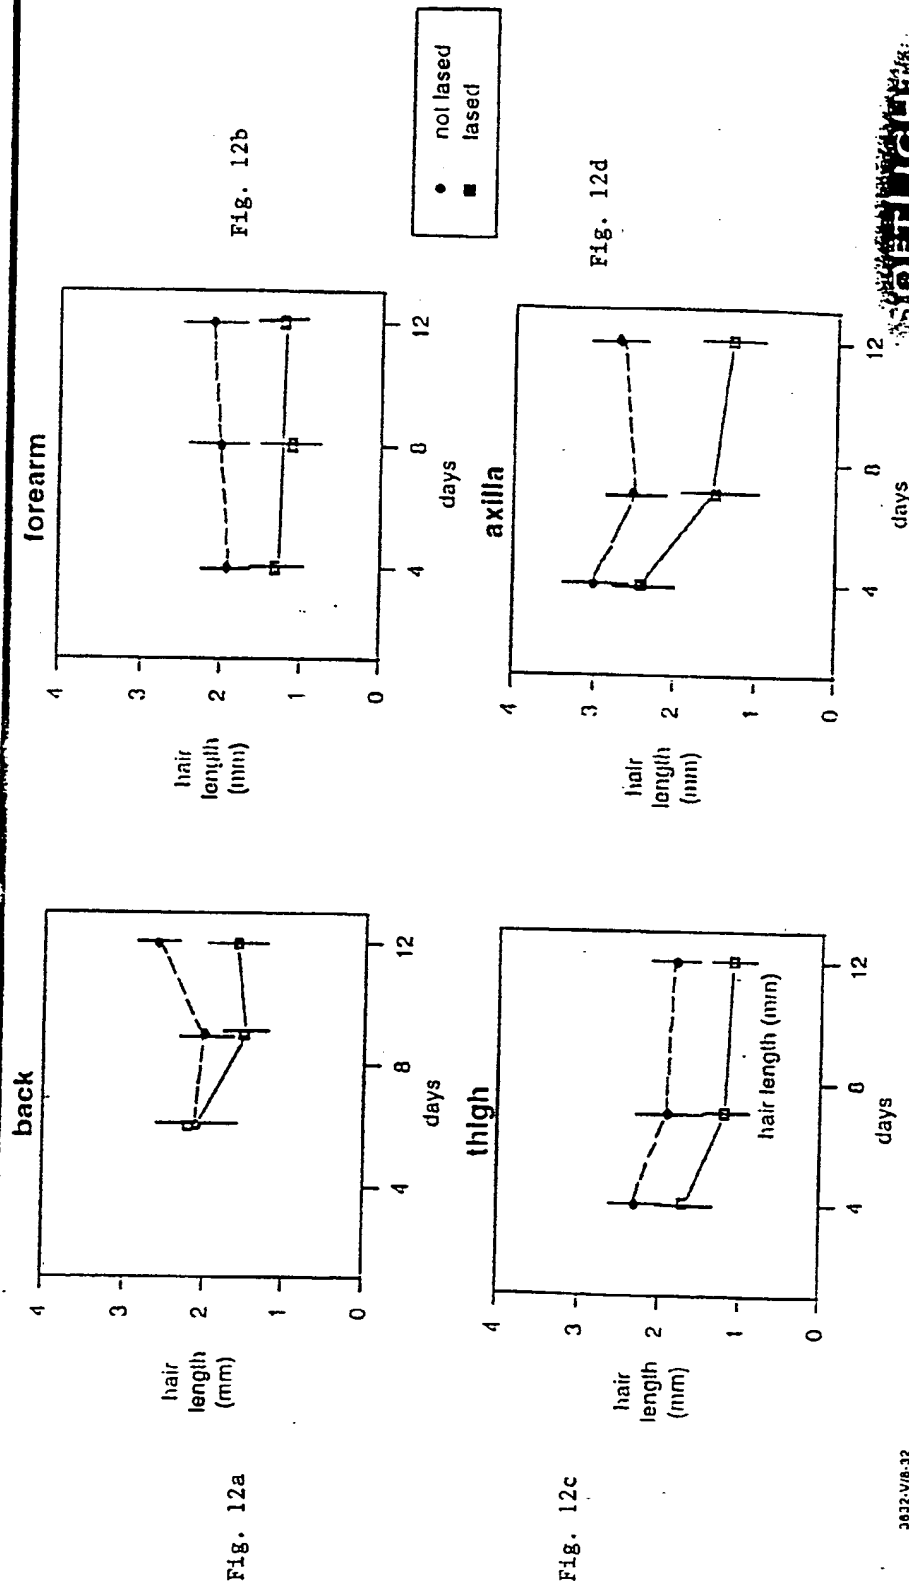 back
hair
length
(mm)
4
3
2
1
0
4
8
12
days
Fig. 12a
forearm
hair
length
(mm)
4
3
2
1
0
4
8
12
days
Fig. 12b
not lased
lased
thigh
hair
length
(mm)
4
3
2
1
0
hair length (mm)
4
8
12
days
Fig. 12c
axilla
hair
length
(mm)
4
3
2
1
0
4
8
12
days
Fig. 12d
3632-V/8-32